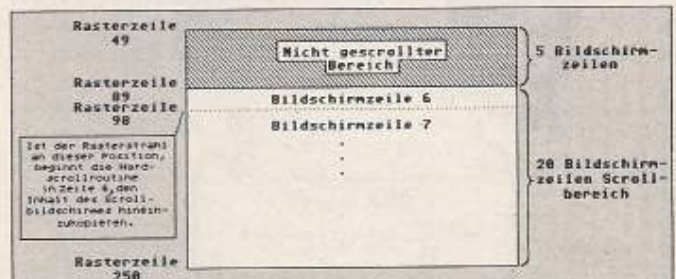 Rasterzeile
49
Nicht gescrollter
Bereich
5 Bildschirm-
zeilen
Rasterzeile
89
Rasterzeile
98
Bildschirmzeile 6
Bildschirmzeile 7
Ist der Rasterstrahl
an dieser Position,
beginnt die Hard-
scrollroutine
in Zeile 6, den
Inhalt des Scroll-
bildschirmes hinein-
zukopieren.
20 Bildschirm-
zeilen Scroll-
bereich
Rasterzeile
250